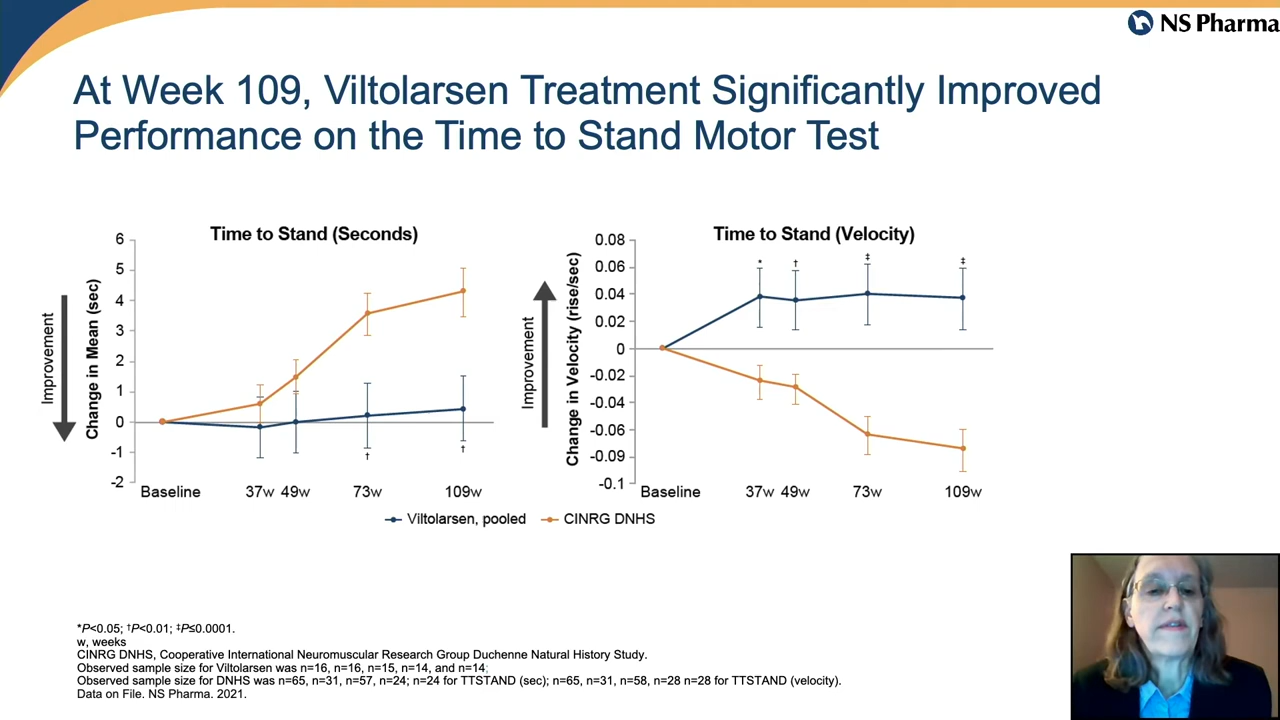 NS Pharma
At Week 109, Viltolarsen Treatment Significantly Improved
Performance on the Time to Stand Motor Test
Time to Stand (Seconds)
Improvement
Change in Mean (sec)
6
5
4
3
2
1
0
-1
-2
†
†
Baseline
37w
49w
73w
109w
Time to Stand (Velocity)
Improvement
Change in Velocity (rise/sec)
0.08
0.06
0.04
0.02
0
-0.02
-0.04
-0.06
-0.09
-0.1
*
†
‡
‡
Baseline
37w
49w
73w
109w
Viltolarsen, pooled
CINRG DNHS
*P<0.05; †P<0.01; ‡P≤0.0001.
w, weeks
CINRG DNHS, Cooperative International Neuromuscular Research Group Duchenne Natural History Study.
Observed sample size for Viltolarsen was n=16, n=16, n=15, n=14, and n=14;
Observed sample size for DNHS was n=65, n=31, n=57, n=24; n=24 for TTSTAND (sec); n=65, n=31, n=58, n=28 n=28 for TTSTAND (velocity).
Data on File. NS Pharma. 2021.